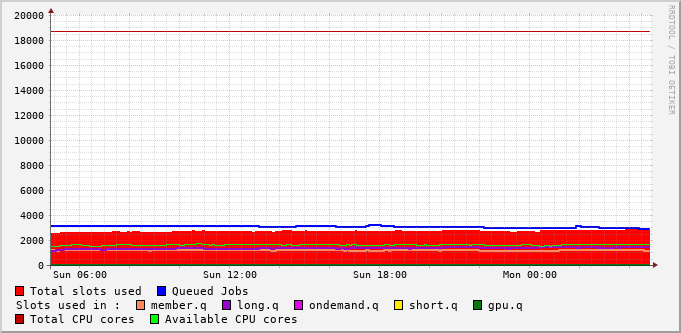 20000
18000
16000
14000
12000
10000
8000
6000
4000
2000
0
Sun 06:00 Sun 12:00 Sun 18:00 Mon 00:00
Total slots used Queued Jobs
Slots used in : member.q long.q ondemand.q short.q gpu.q
Total CPU cores Available CPU cores
RRDTOOL / TOBI OETIKER